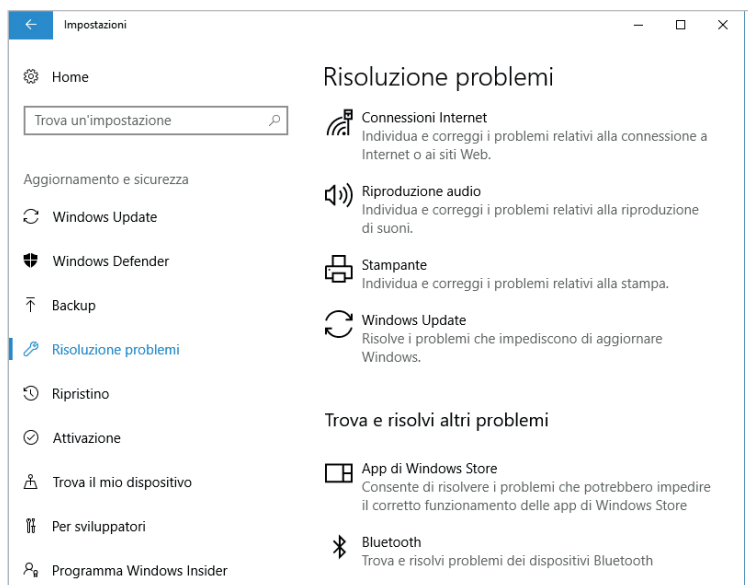 Impostazioni
Home
Trova un'impostazione
Aggiornamento e sicurezza
Windows Update
Windows Defender
Backup
Risoluzione problemi
Ripristino
Attivazione
Trova il mio dispositivo
Per sviluppatori
Programma Windows Insider
Risoluzione problemi
Connessioni Internet
Individua e correggi i problemi relativi alla connessione a
Internet o ai siti Web.
Riproduzione audio
Individua e correggi i problemi relativi alla riproduzione
di suoni.
Stampante
Individua e correggi i problemi relativi alla stampa.
Windows Update
Risolve i problemi che impediscono di aggiornare
Windows.
Trova e risolvi altri problemi
App di Windows Store
Consente di risolvere i problemi che potrebbero impedire
il corretto funzionamento delle app di Windows Store
Bluetooth
Trova e risolvi problemi dei dispositivi Bluetooth